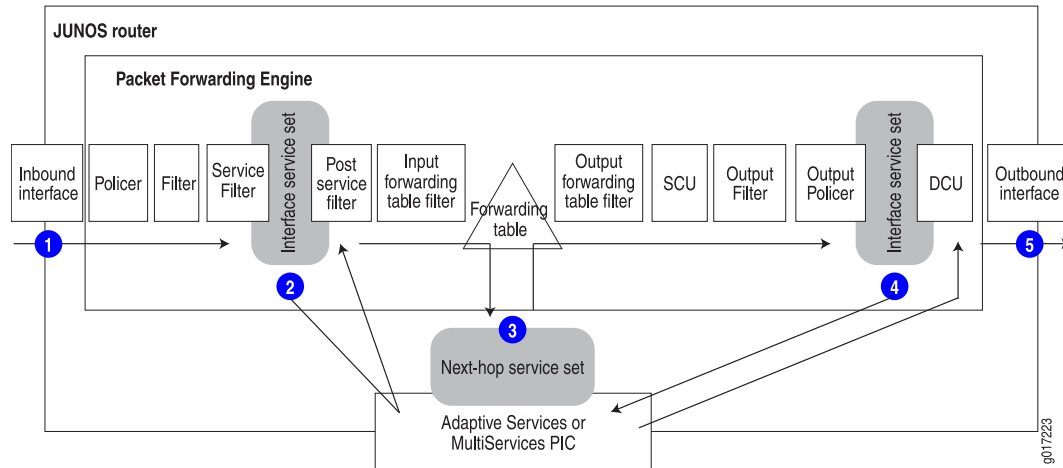 JUNOS router
Packet Forwarding Engine
Inbound
interface
Policer
Filter
Service
Filter
Interface service set
Post
service
filter
Input
forwarding
table filter
Forwarding
table
Output
forwarding
table filter
SCU
Output
Filter
Output
Policer
Interface service set
DCU
Outbound
interface
1
2
3
4
5
Next-hop service set
Adaptive Services or
MultiServices PIC
g017223